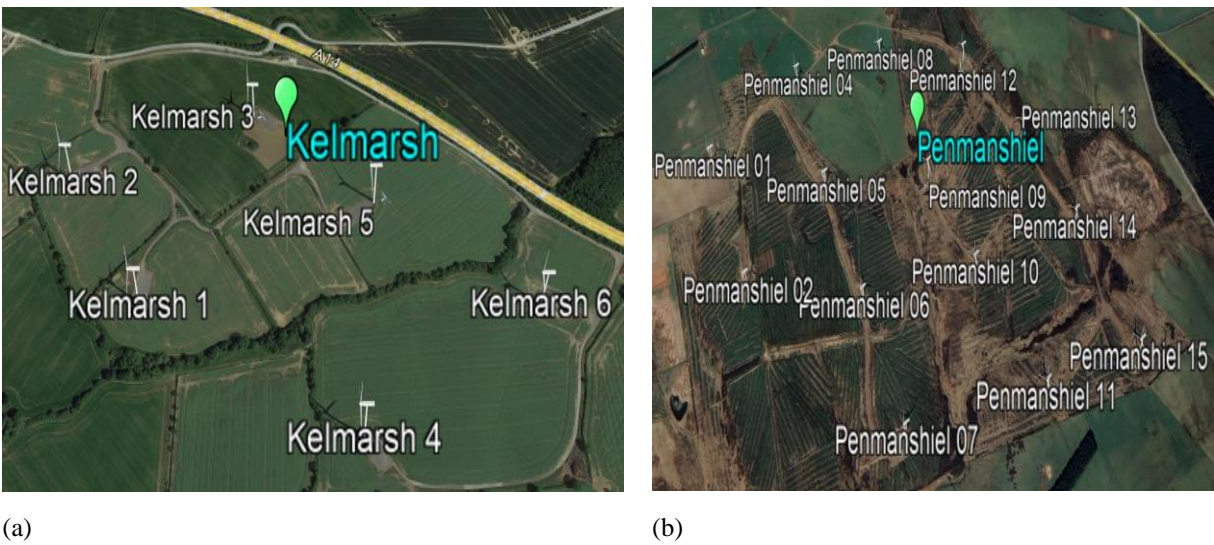 A14
Kelmarsh 3
Kelmarsh
Kelmarsh 2
Kelmarsh 5
Kelmarsh 1
Kelmarsh 6
Kelmarsh 4
(a)
Penmanshiel 08
Penmanshiel 04
Penmanshiel 12
Penmanshiel 13
Penmanshiel
Penmanshiel 01
Penmanshiel 05
Penmanshiel 09
Penmanshiel 14
Penmanshiel 10
Penmanshiel 02
Penmanshiel 06
Penmanshiel 15
Penmanshiel 11
Penmanshiel 07
(b)